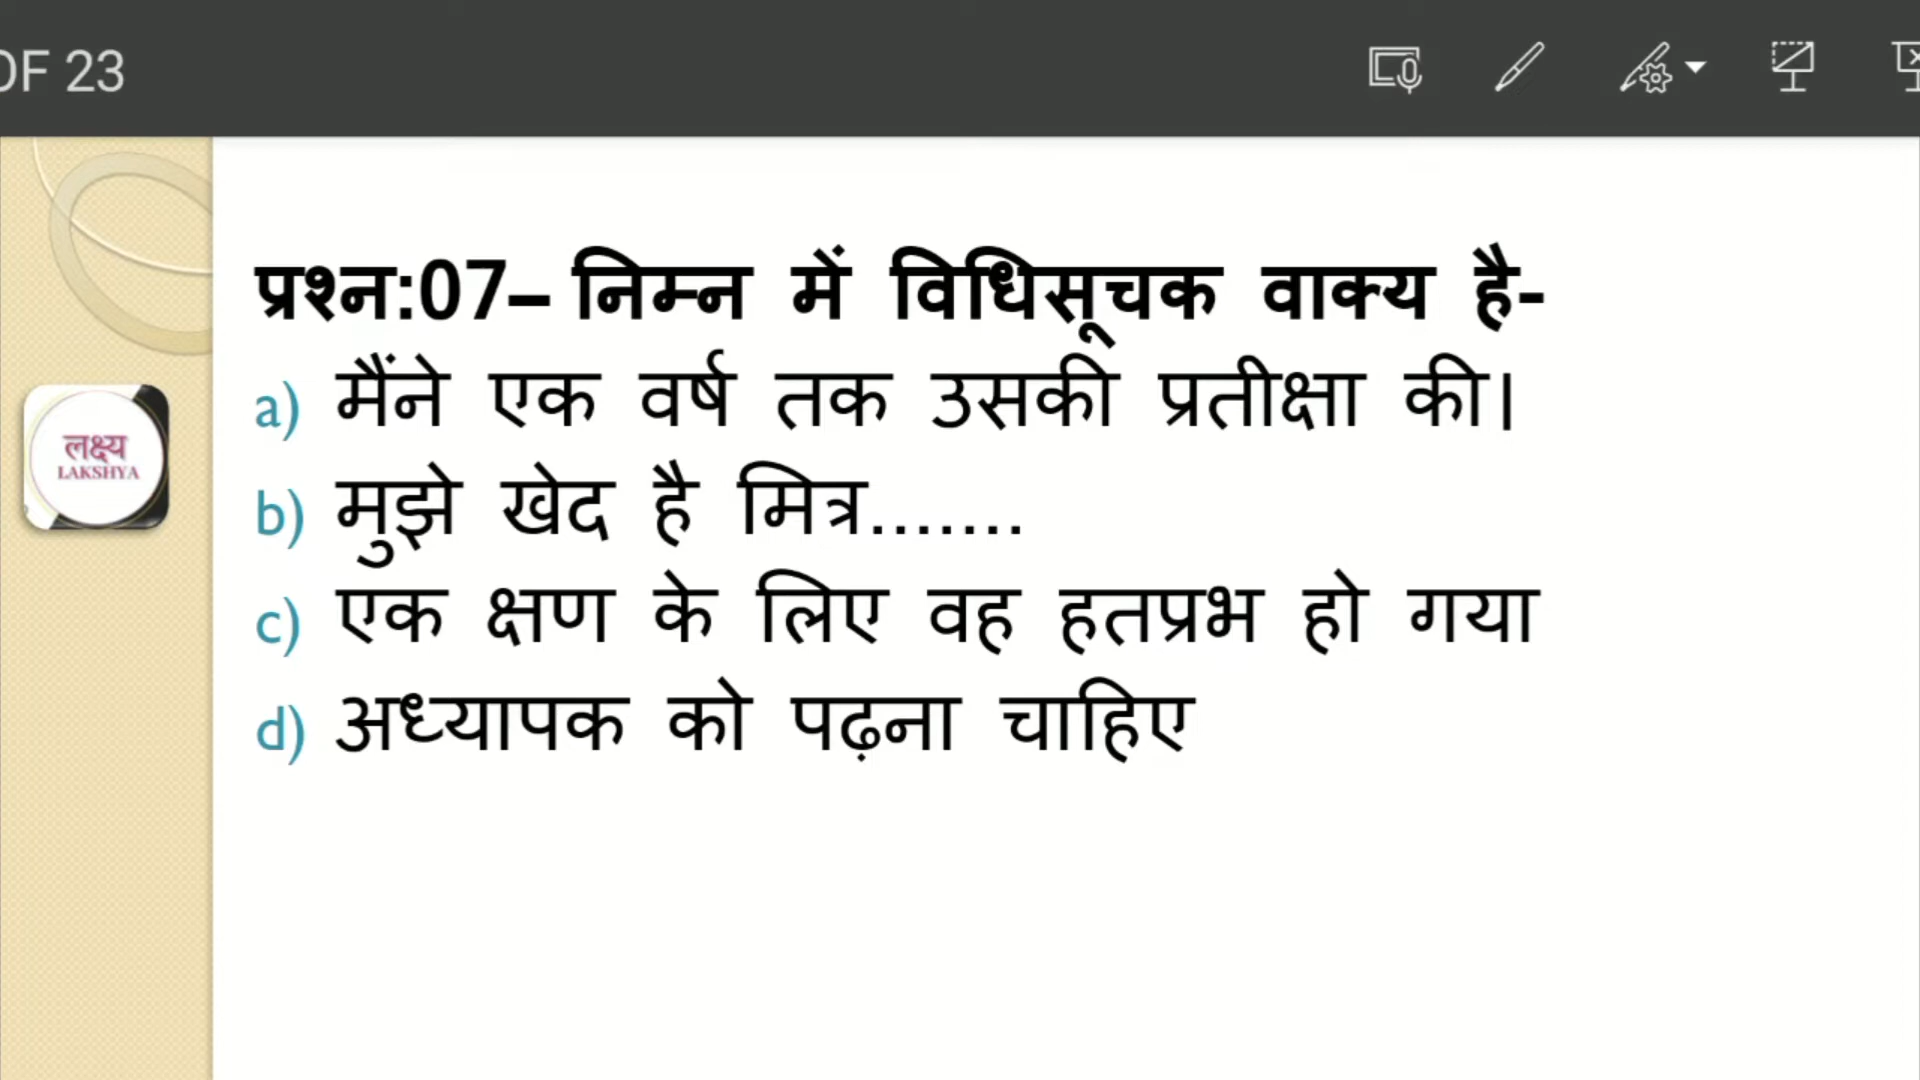 OF 23
प्रश्न:07– निम्न में विधिसूचक वाक्य है-
a) मैंने एक वर्ष तक उसकी प्रतीक्षा की।
b) मुझे खेद है मित्र.......
c) एक क्षण के लिए वह हतप्रभ हो गया
d) अध्यापक को पढ़ना चाहिए
लक्ष्य
LAKSHYA